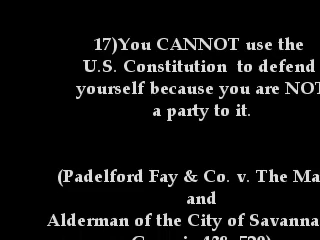 17)You CANNOT use the
U.S. Constitution to defend
yourself because you are NOT
a party to it.
(Padelford Fay & Co. v. The Ma
and
Alderman of the City of Savanna